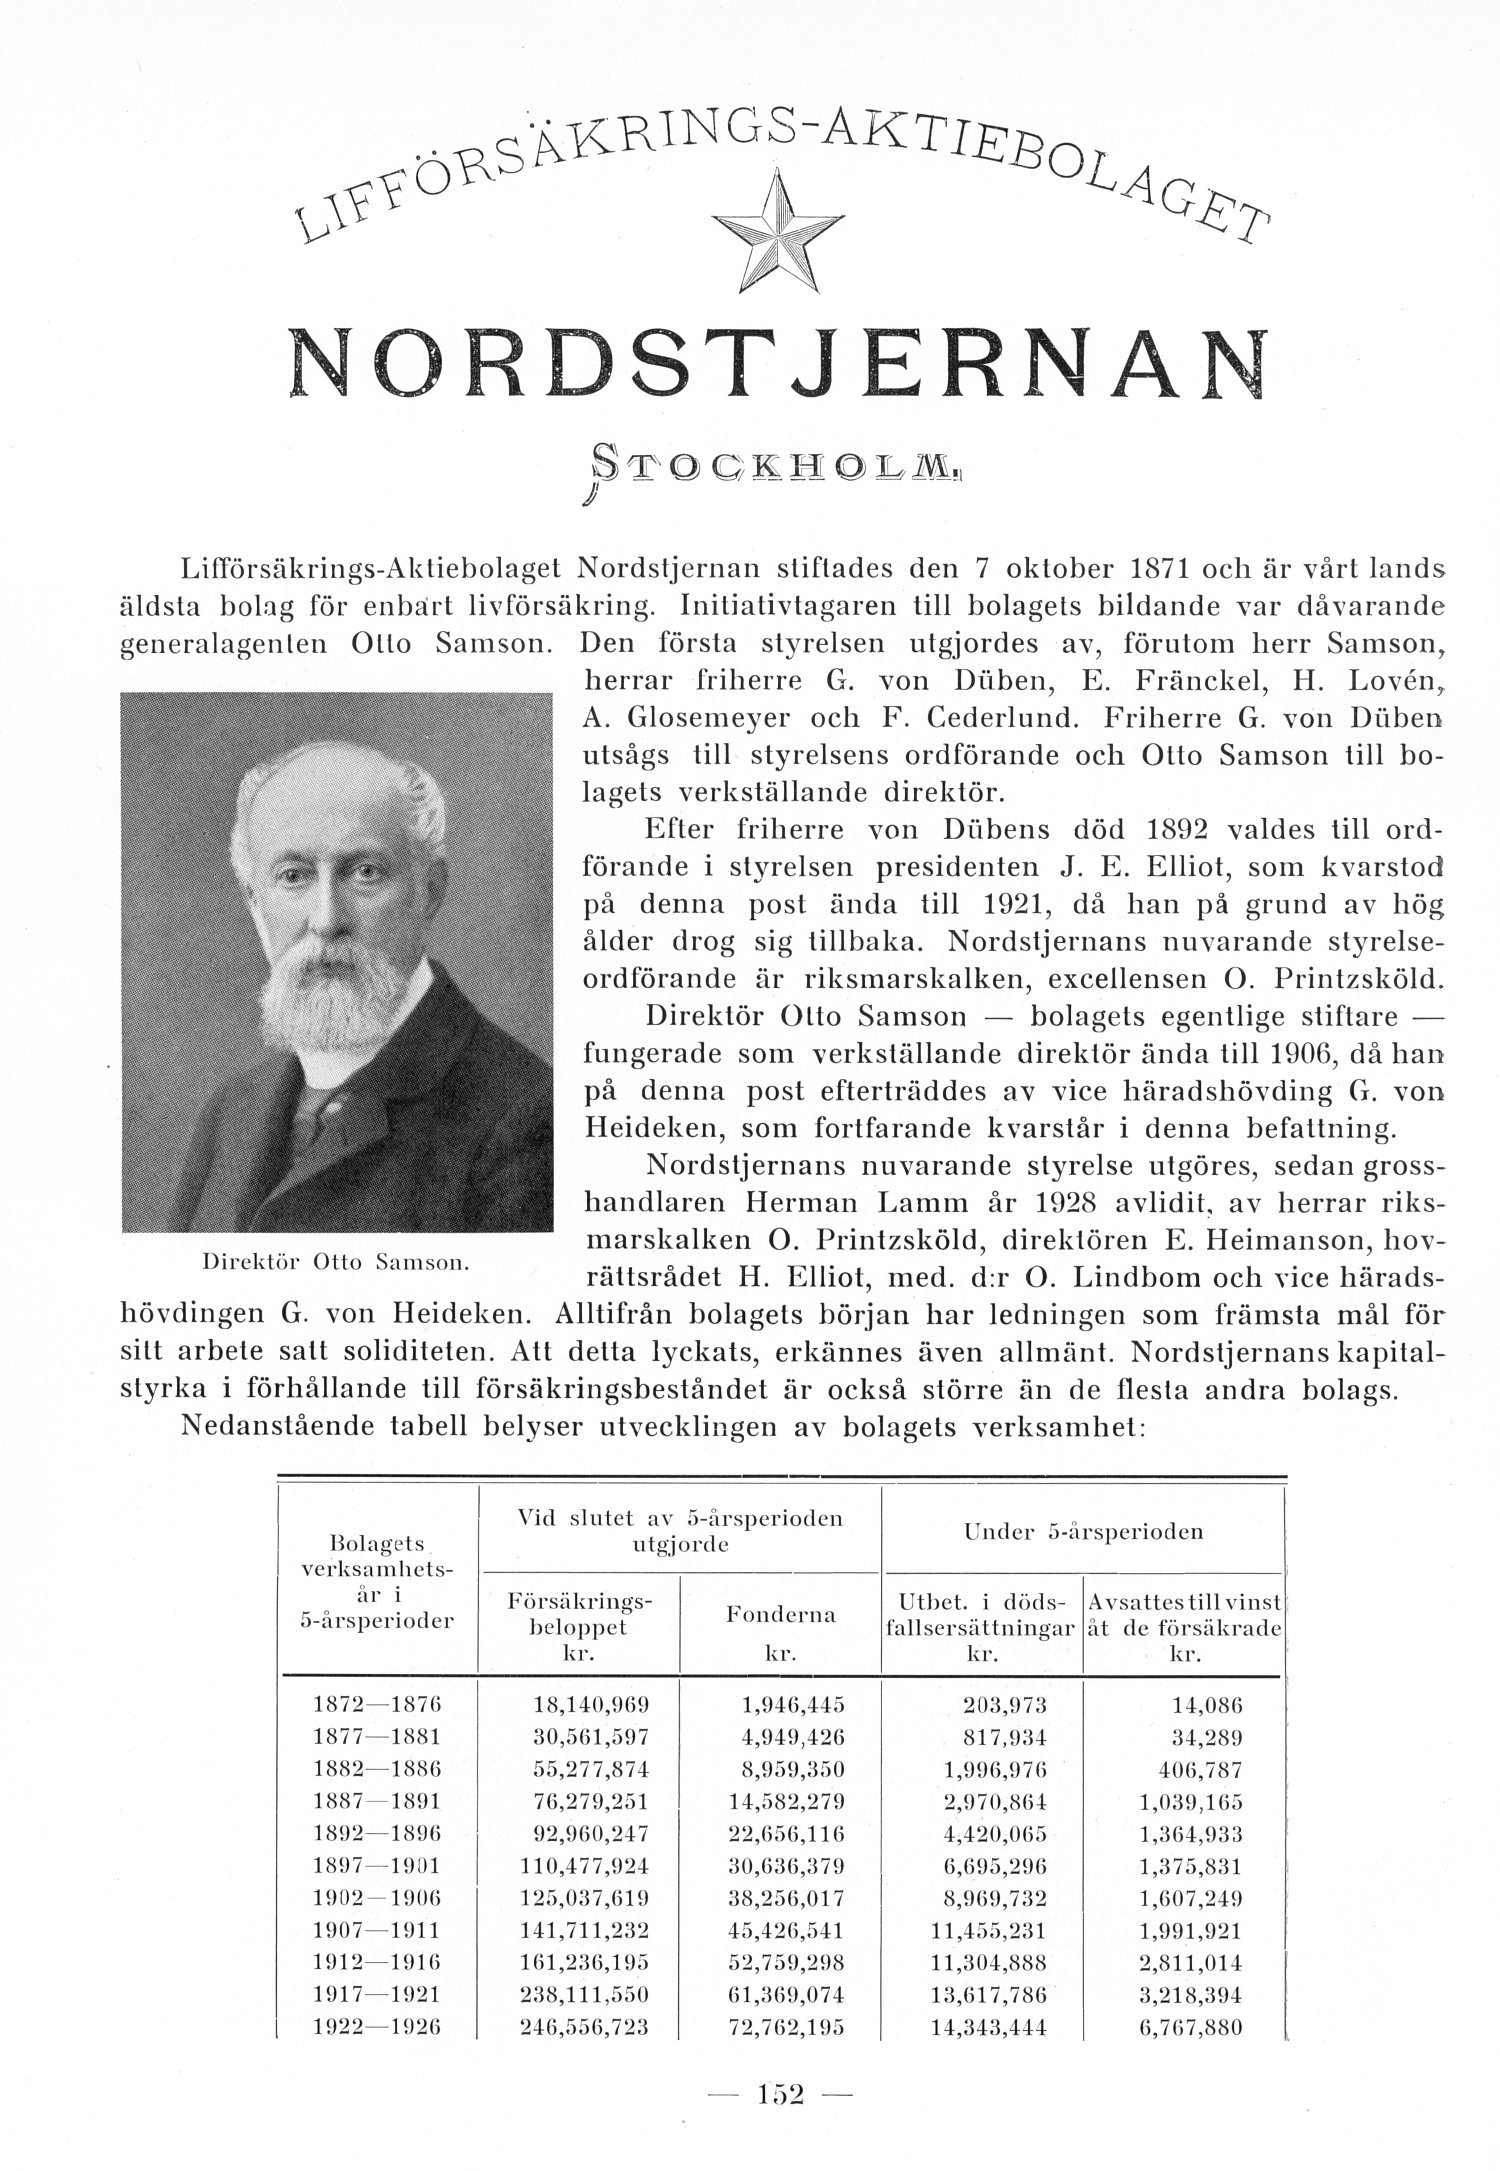 LIFFÖRSÄKRINGS-AKTIEBOLAGET
NORDSTJERNAN
STOCKHOLM.
Lifförsäkrings-Aktiebolaget Nordstjernan stiftades den 7 oktober 1871 och är vårt lands
äldsta bolag för enbart livförsäkring. Initiativtagaren till bolagets bildande var dåvarande
generalagenten Otto Samson. Den första styrelsen utgjordes av, förutom herr Samson,
herrar friherre G. von Düben, E. Fränckel, H. Lovén,
A. Glosemeyer och F. Cederlund. Friherre G. von Düben
utsågs till styrelsens ordförande och Otto Samson till bo-
lagets verkställande direktör.
Efter friherre von Dübens död 1892 valdes till ord-
förande i styrelsen presidenten J. E. Elliot, som kvarstod
på denna post ända till 1921, då han på grund av hög
ålder drog sig tillbaka. Nordstjernans nuvarande styrelse-
ordförande är riksmarskalken, excellensen O. Printzsköld.
Direktör Otto Samson — bolagets egentlige stiftare —
fungerade som verkställande direktör ända till 1906, då han
på denna post efterträddes av vice häradshövding G. von
Heideken, som fortfarande kvarstår i denna befattning.
Nordstjernans nuvarande styrelse utgöres, sedan gross-
handlaren Herman Lamm år 1928 avlidit, av herrar riks-
marskalken O. Printzsköld, direktören E. Heimanson, hov-
rättsrådet H. Elliot, med. d:r O. Lindbom och vice härads-
Direktör Otto Samson.
hövdingen G. von Heideken. Alltifrån bolagets början har ledningen som främsta mål för
sitt arbete satt soliditeten. Att detta lyckats, erkännes även allmänt. Nordstjernans kapital-
styrka i förhållande till försäkringsbeståndet är också större än de flesta andra bolags.
Nedanstående tabell belyser utvecklingen av bolagets verksamhet:
Bolagets
verksamhets-
år i
5-årsperioder
Vid slutet av 5-årsperioden
utgjorde
Under 5-årsperioden
Försäkrings-
beloppet
kr.
Fonderna
kr.
Utbet. i döds-
fallsersättningar
kr.
Avsattes till vinst
åt de försäkrade
kr.
1872—1876 18,140,969 1,946,445 203,973 14,086
1877—1881 30,561,597 4,949,426 817,934 34,289
1882—1886 55,277,874 8,959,350 1,996,976 406,787
1887—1891 76,279,251 14,582,279 2,970,864 1,039,165
1892—1896 92,960,247 22,656,116 4,420,065 1,364,933
1897—1901 110,477,924 30,636,379 6,695,296 1,375,831
1902—1906 125,037,619 38,256,017 8,969,732 1,607,249
1907—1911 141,711,232 45,426,541 11,455,231 1,991,921
1912—1916 161,236,195 52,759,298 11,304,888 2,811,014
1917—1921 238,111,550 61,369,074 13,617,786 3,218,394
1922—1926 246,556,723 72,762,195 14,343,444 6,767,880
— 152 —